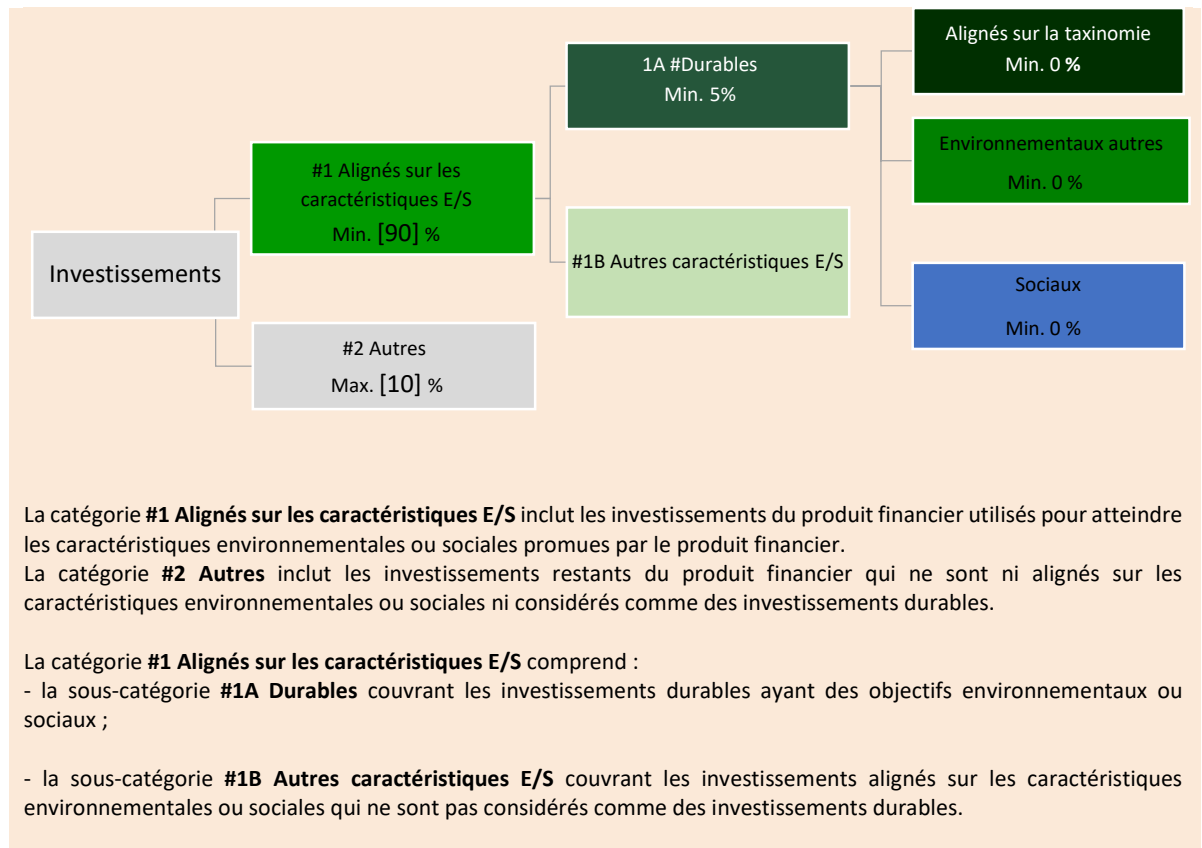 Investissements
#1 Alignés sur les
caractéristiques E/S
Min. [90] %
#2 Autres
Max. [10] %
1A #Durables
Min. 5%
#1B Autres caractéristiques E/S
Alignés sur la taxinomie
Min. 0 %
Environnementaux autres
Min. 0 %
Sociaux
Min. 0 %
La catégorie #1 Alignés sur les caractéristiques E/S inclut les investissements du produit financier utilisés pour atteindre
les caractéristiques environnementales ou sociales promues par le produit financier.
La catégorie #2 Autres inclut les investissements restants du produit financier qui ne sont ni alignés sur les
caractéristiques environnementales ou sociales ni considérés comme des investissements durables.
La catégorie #1 Alignés sur les caractéristiques E/S comprend :
- la sous-catégorie #1A Durables couvrant les investissements durables ayant des objectifs environnementaux ou
sociaux ;
- la sous-catégorie #1B Autres caractéristiques E/S couvrant les investissements alignés sur les caractéristiques
environnementales ou sociales qui ne sont pas considérés comme des investissements durables.